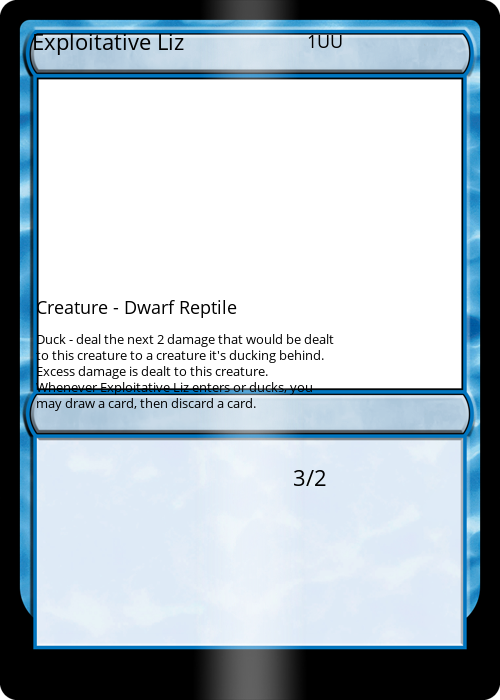 Exploitative Liz
1UU
Creature - Dwarf Reptile
Duck - deal the next 2 damage that would be dealt
to this creature to a creature it's ducking behind.
Excess damage is dealt to this creature.
Whenever Exploitative Liz enters or ducks, you
may draw a card, then discard a card.
3/2